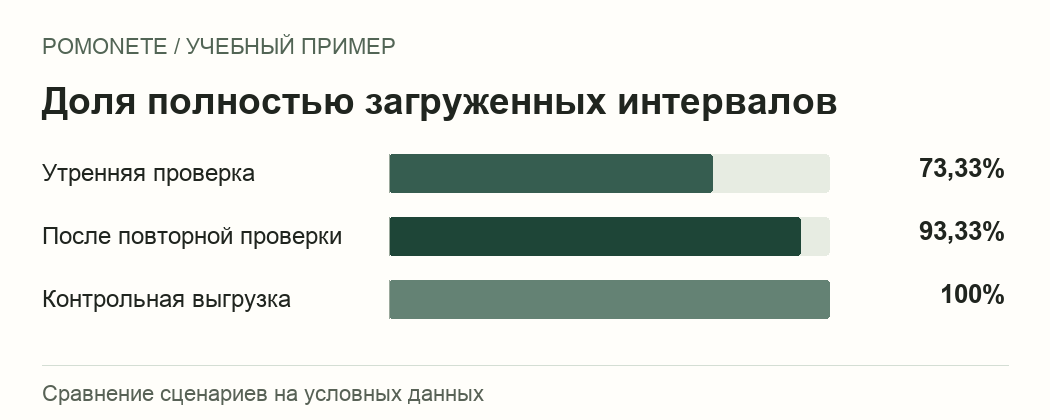 POMONETE / УЧЕБНЫЙ ПРИМЕР
Доля полностью загруженных интервалов
Утренняя проверка 73,33%
После повторной проверки 93,33%
Контрольная выгрузка 100%
Сравнение сценариев на условных данных